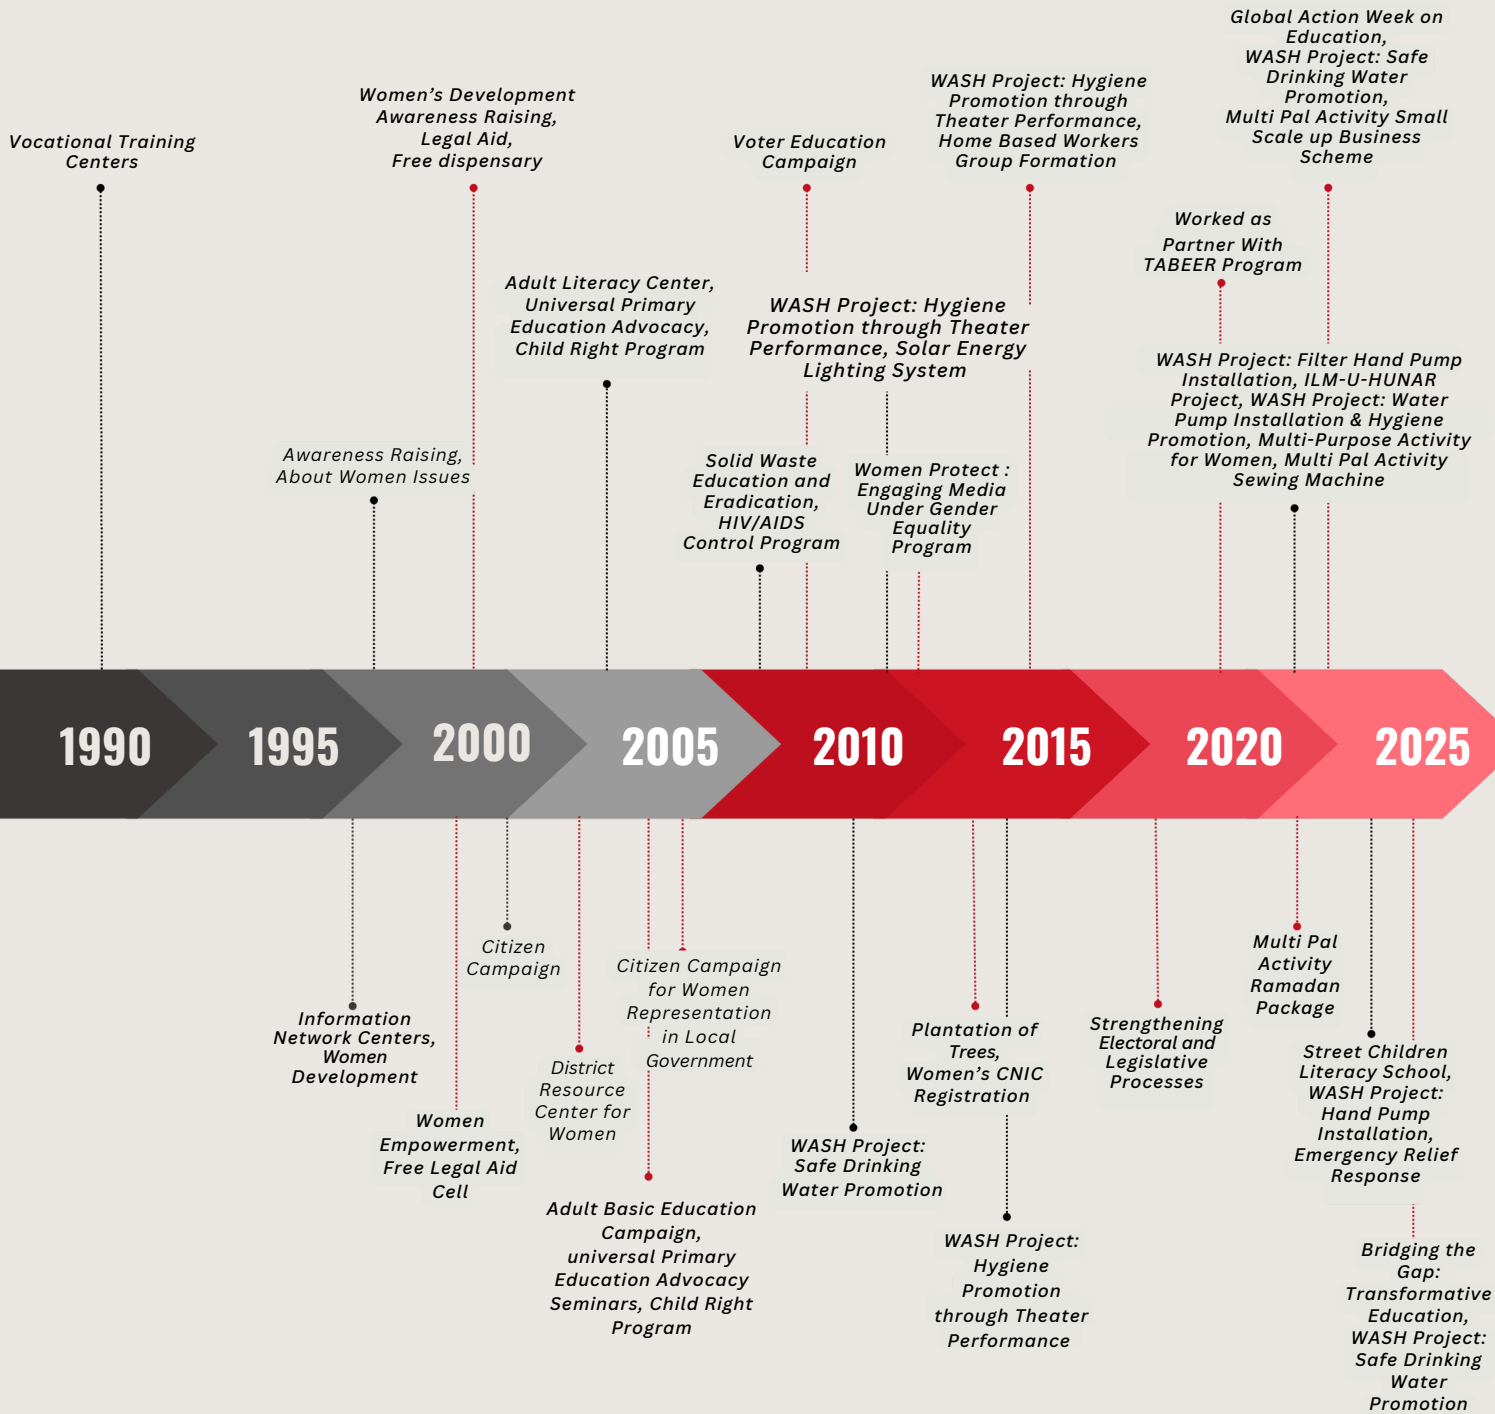 Vocational Training
Centers
Women's Development
Awareness Raising,
Legal Aid,
Free dispensary
Voter Education
Campaign
WASH Project: Hygiene
Promotion through
Theater Performance,
Home Based Workers
Group Formation
Global Action Week on
Education,
WASH Project: Safe
Drinking Water
Promotion,
Multi Pal Activity Small
Scale up Business
Scheme
Worked as
Partner With
TABEER Program
Adult Literacy Center,
Universal Primary
Education Advocacy,
Child Right Program
WASH Project: Hygiene
Promotion through Theater
Performance, Solar Energy
Lighting System
WASH Project: Filter Hand Pump
Installation, ILM-U-HUNAR
Project, WASH Project: Water
Pump Installation & Hygiene
Promotion, Multi-Purpose Activity
for Women, Multi Pal Activity
Sewing Machine
Awareness Raising,
About Women Issues
Solid Waste
Education and
Eradication,
HIV/AIDS
Control Program
Women Protect :
Engaging Media
Under Gender
Equality
Program
1990
1995
2000
2005
2010
2015
2020
2025
Information
Network Centers,
Women
Development
Women
Empowerment,
Free Legal Aid
Cell
Citizen
Campaign
District
Resource
Center for
Women
Citizen Campaign
for Women
Representation
in Local
Government
Adult Basic Education
Campaign,
universal Primary
Education Advocacy
Seminars, Child Right
Program
WASH Project:
Safe Drinking
Water Promotion
Plantation of
Trees,
Women's CNIC
Registration
WASH Project:
Hygiene
Promotion
through Theater
Performance
Strengthening
Electoral and
Legislative
Processes
Multi Pal
Activity
Ramadan
Package
Street Children
Literacy School,
WASH Project:
Hand Pump
Installation,
Emergency Relief
Response
Bridging the
Gap:
Transformative
Education,
WASH Project:
Safe Drinking
Water
Promotion